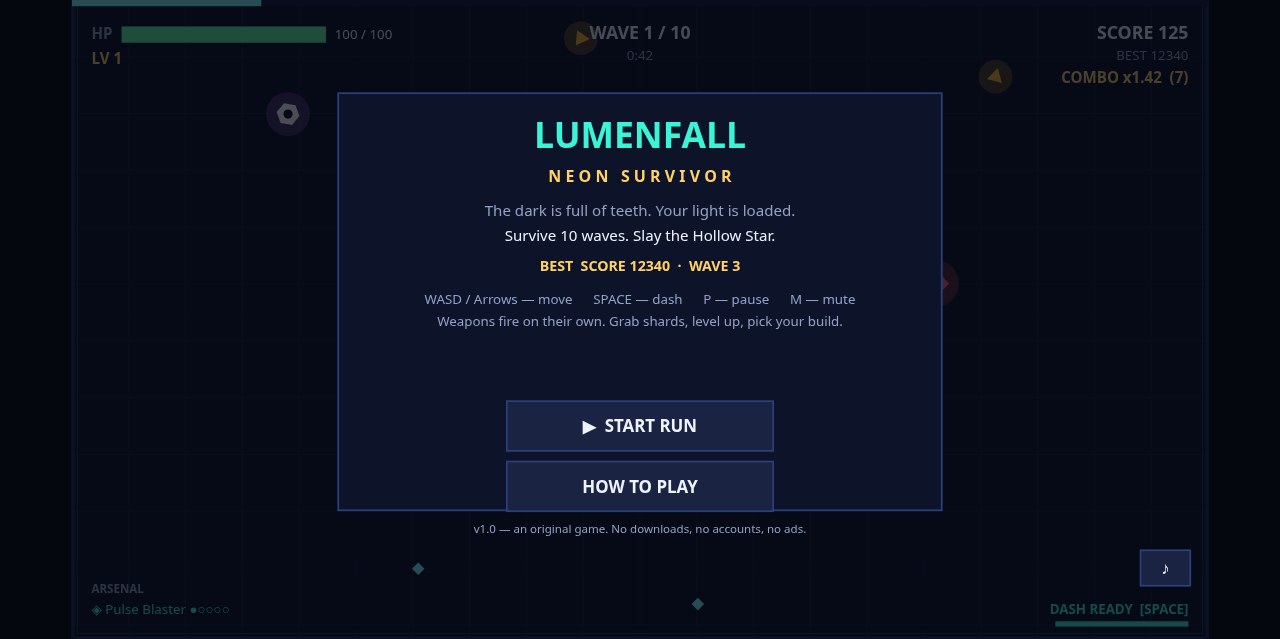 HP 100 / 100
LV 1
WAVE 1 / 10
0:42
SCORE 125
BEST 12340
COMBO x1.42 (7)
LUMENFALL
NEON SURVIVOR
The dark is full of teeth. Your light is loaded.
Survive 10 waves. Slay the Hollow Star.
BEST SCORE 12340 · WAVE 3
WASD / Arrows — move SPACE — dash P — pause M — mute
Weapons fire on their own. Grab shards, level up, pick your build.
▶ START RUN
HOW TO PLAY
v1.0 — an original game. No downloads, no accounts, no ads.
♪
ARSENAL
◈ Pulse Blaster ●○○○○
DASH READY [SPACE]